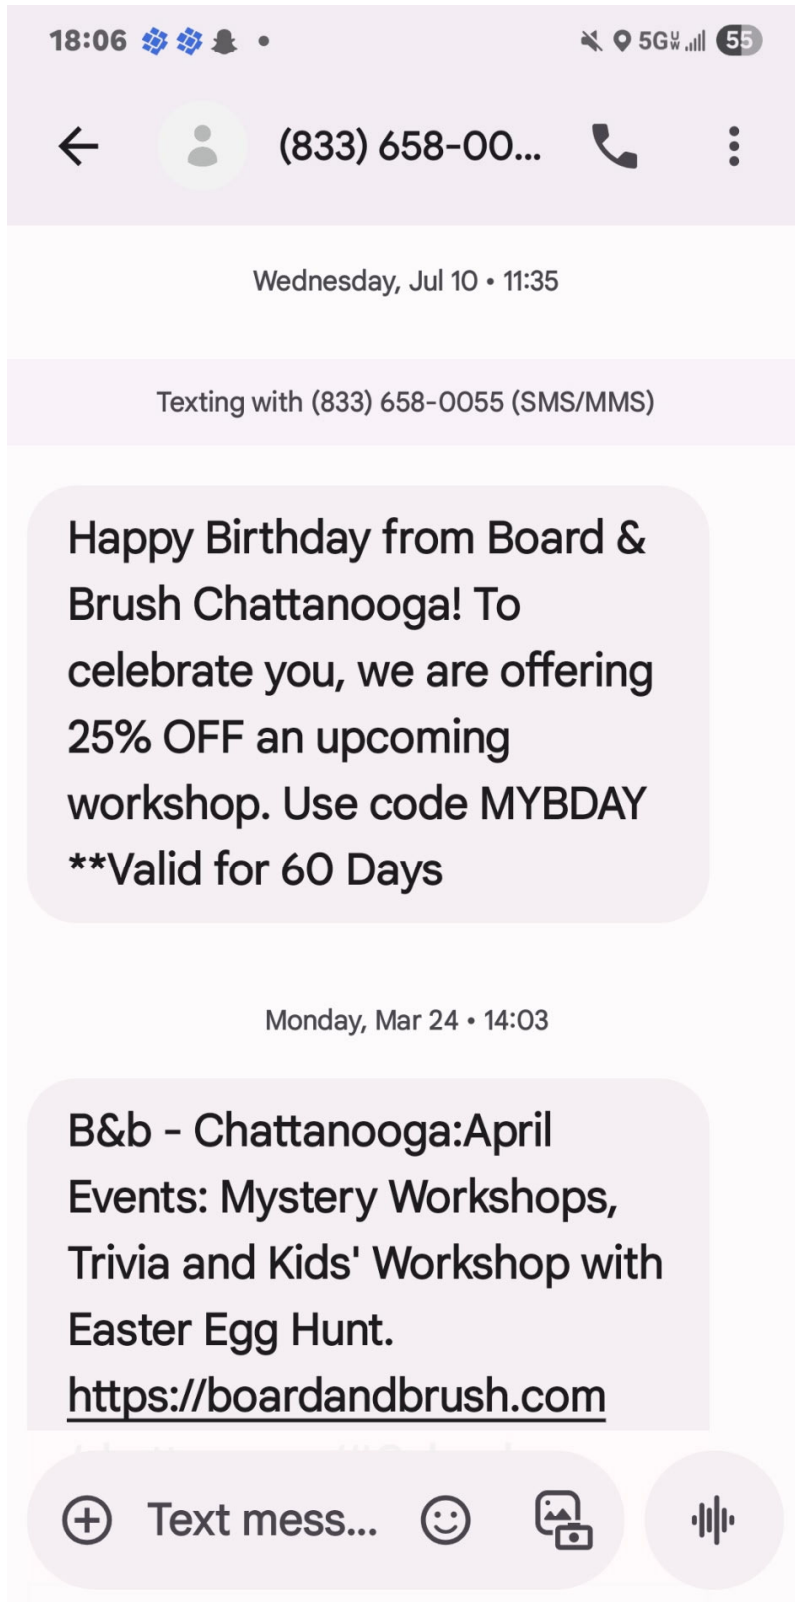 18:06
5G UW 55
(833) 658-00...
Wednesday, Jul 10 • 11:35
Texting with (833) 658-0055 (SMS/MMS)
Happy Birthday from Board &
Brush Chattanooga! To
celebrate you, we are offering
25% OFF an upcoming
workshop. Use code MYBDAY
**Valid for 60 Days
Monday, Mar 24 • 14:03
B&b - Chattanooga:April
Events: Mystery Workshops,
Trivia and Kids' Workshop with
Easter Egg Hunt.
https://boardandbrush.com
Text mess...